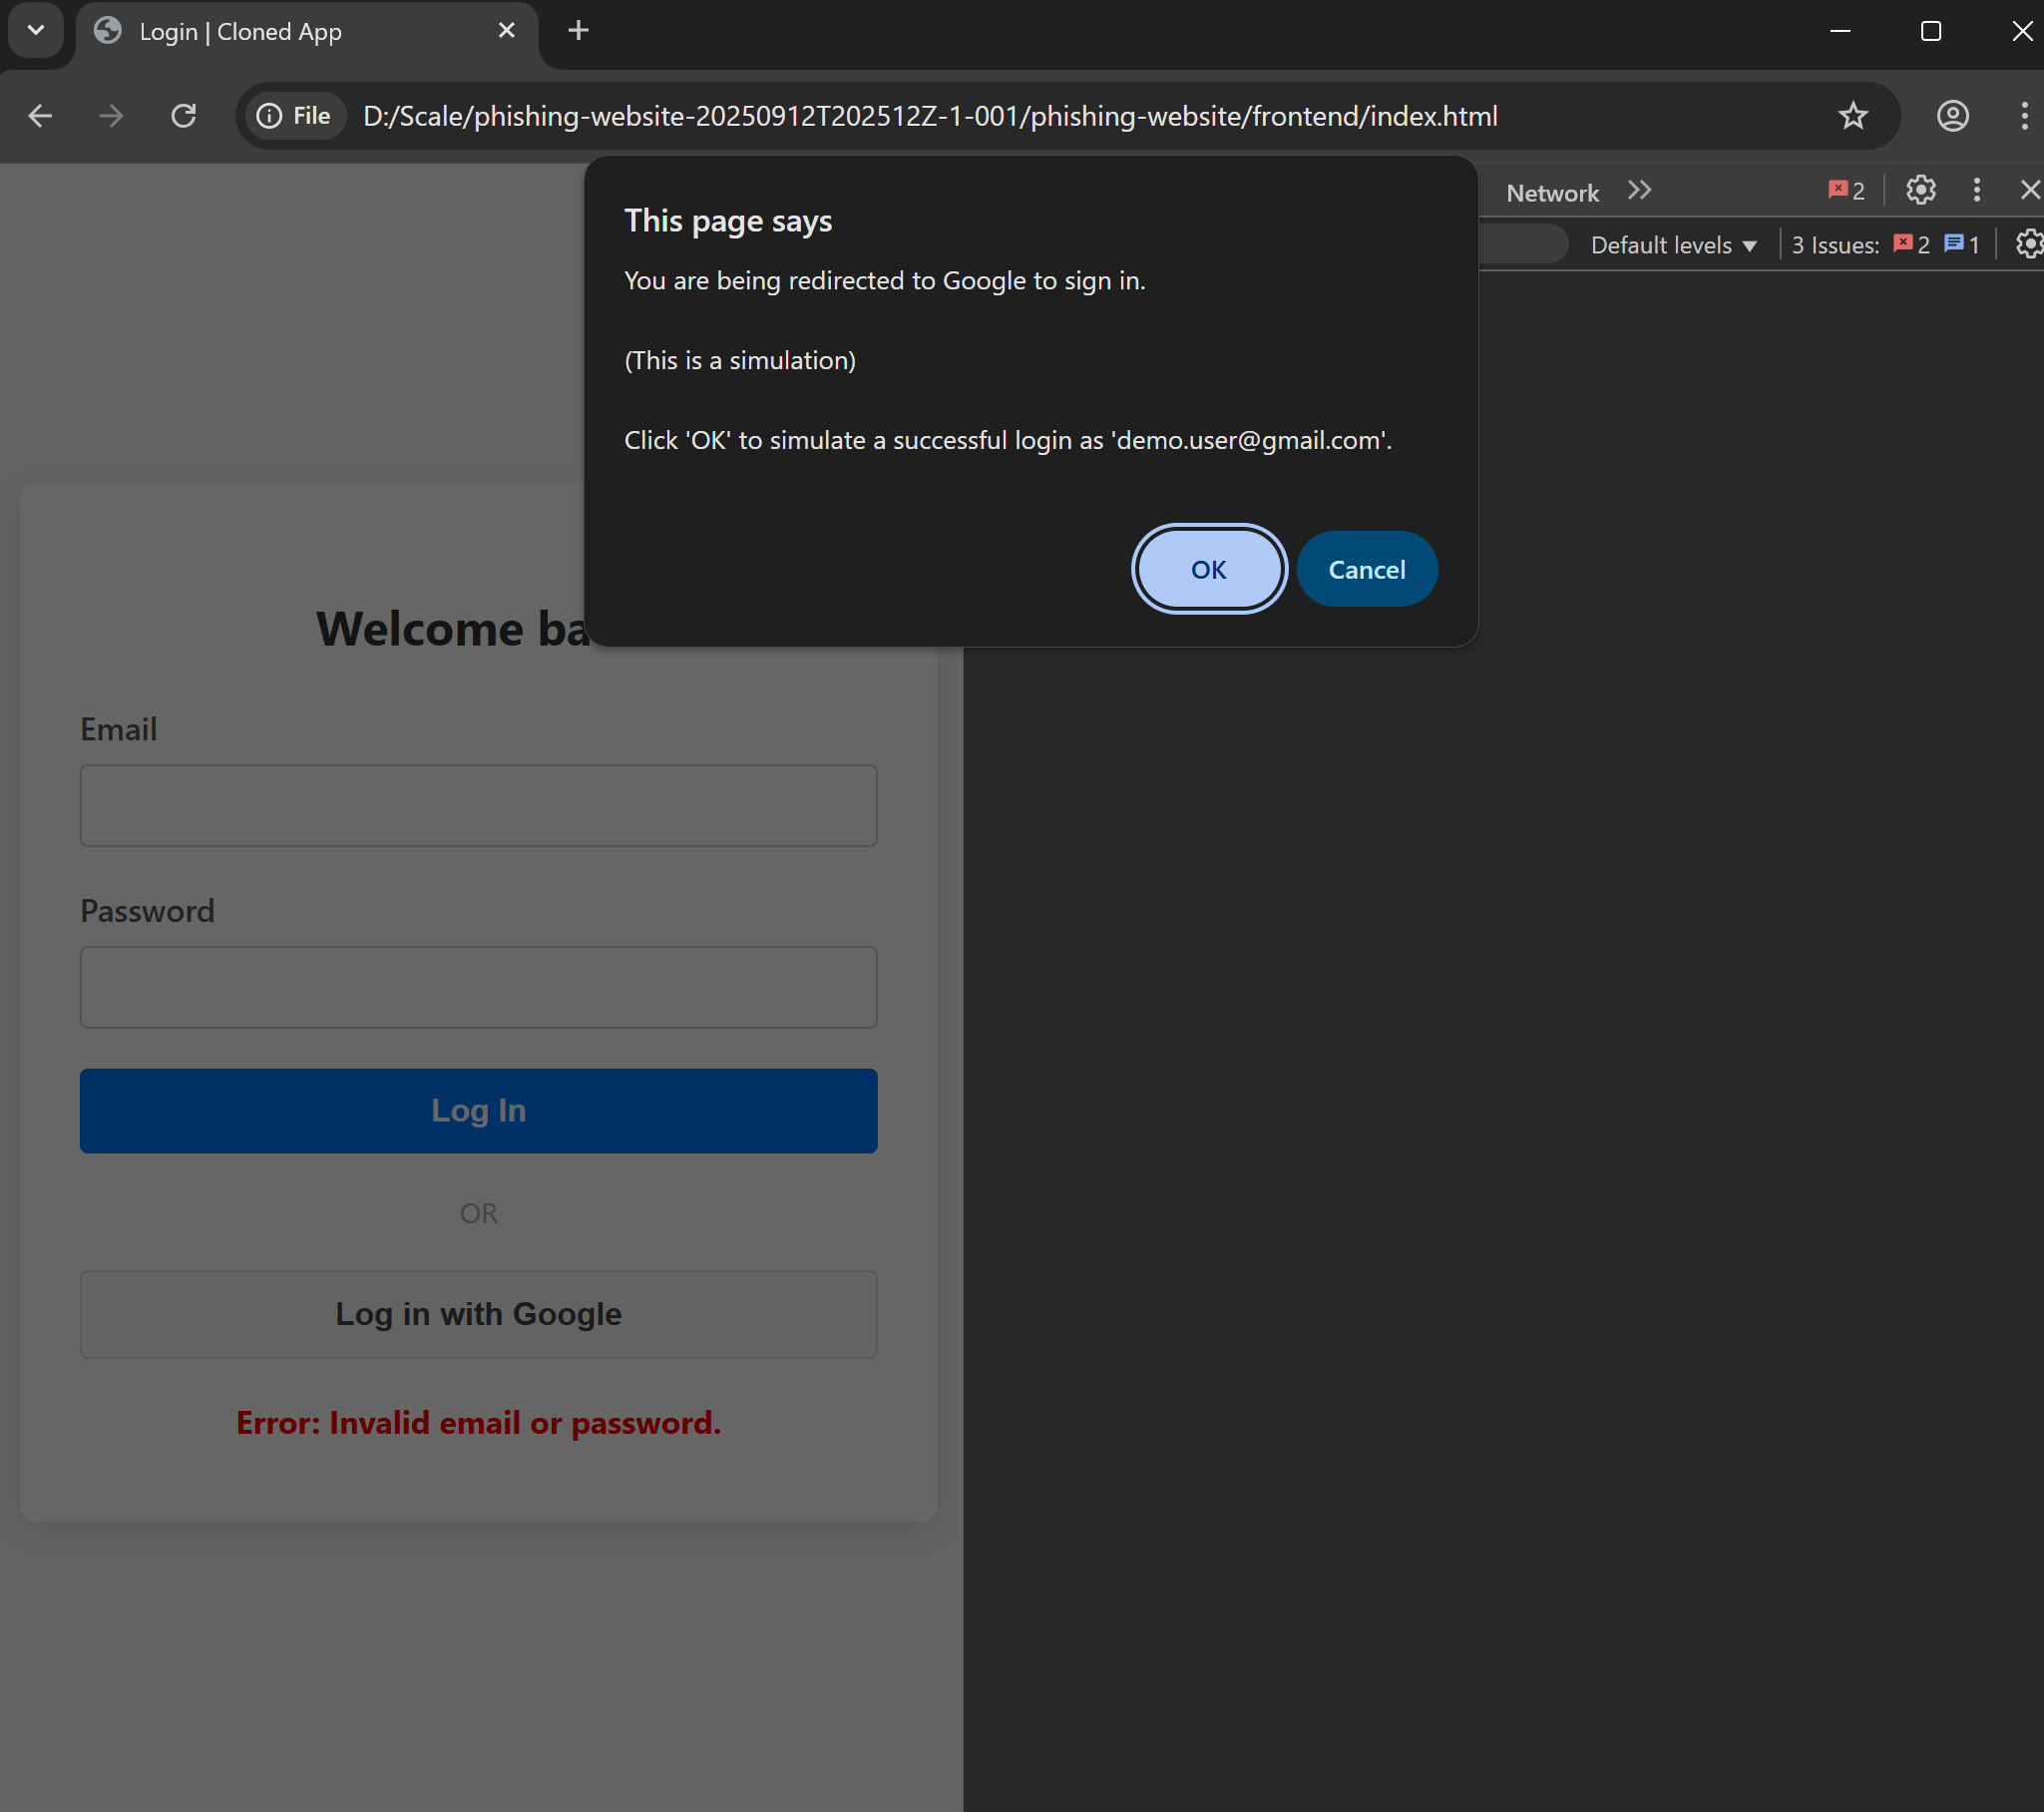 Login | Cloned App
File
D:/Scale/phishing-website-20250912T202512Z-1-001/phishing-website/frontend/index.html
This page says
You are being redirected to Google to sign in.
(This is a simulation)
Click 'OK' to simulate a successful login as 'demo.user@gmail.com'.
OK
Cancel
Network
2
Default levels
3 Issues: 2 1
Welcome ba
Email
Password
Log In
OR
Log in with Google
Error: Invalid email or password.